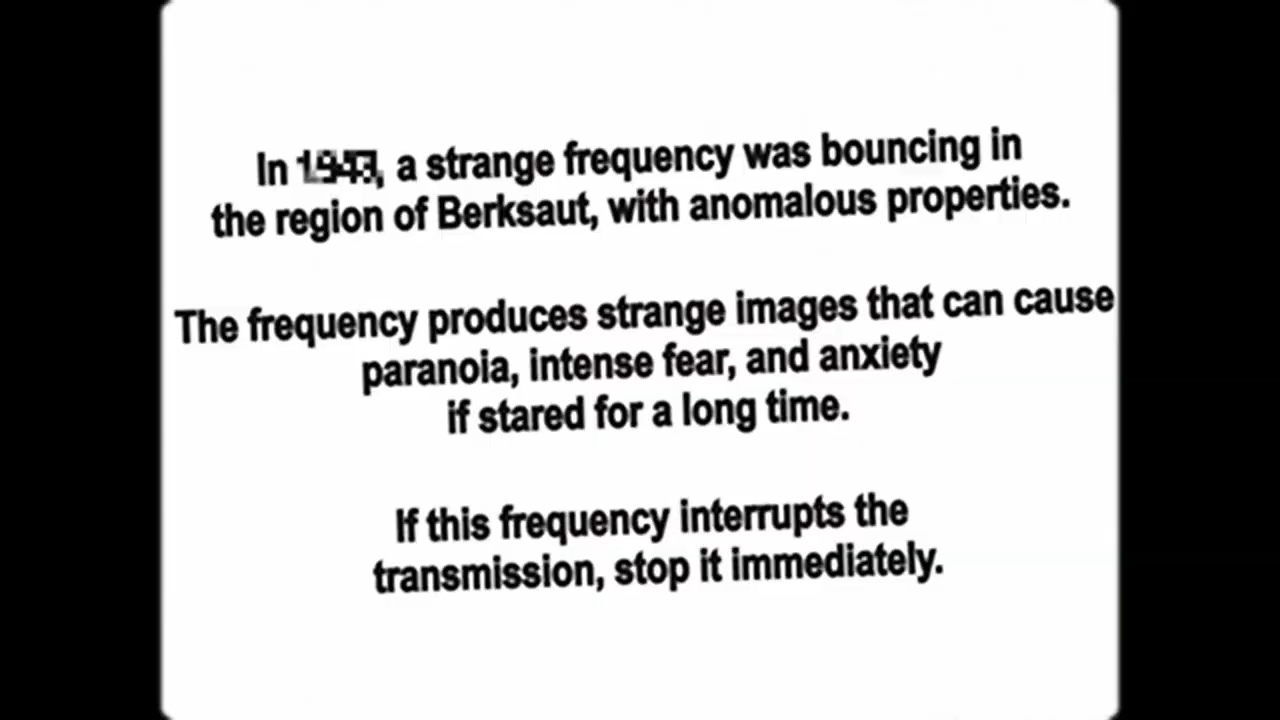 In 1943, a strange frequency was bouncing in
the region of Berksaut, with anomalous properties.
The frequency produces strange images that can cause
paranoia, intense fear, and anxiety
if stared for a long time.
If this frequency interrupts the
transmission, stop it immediately.